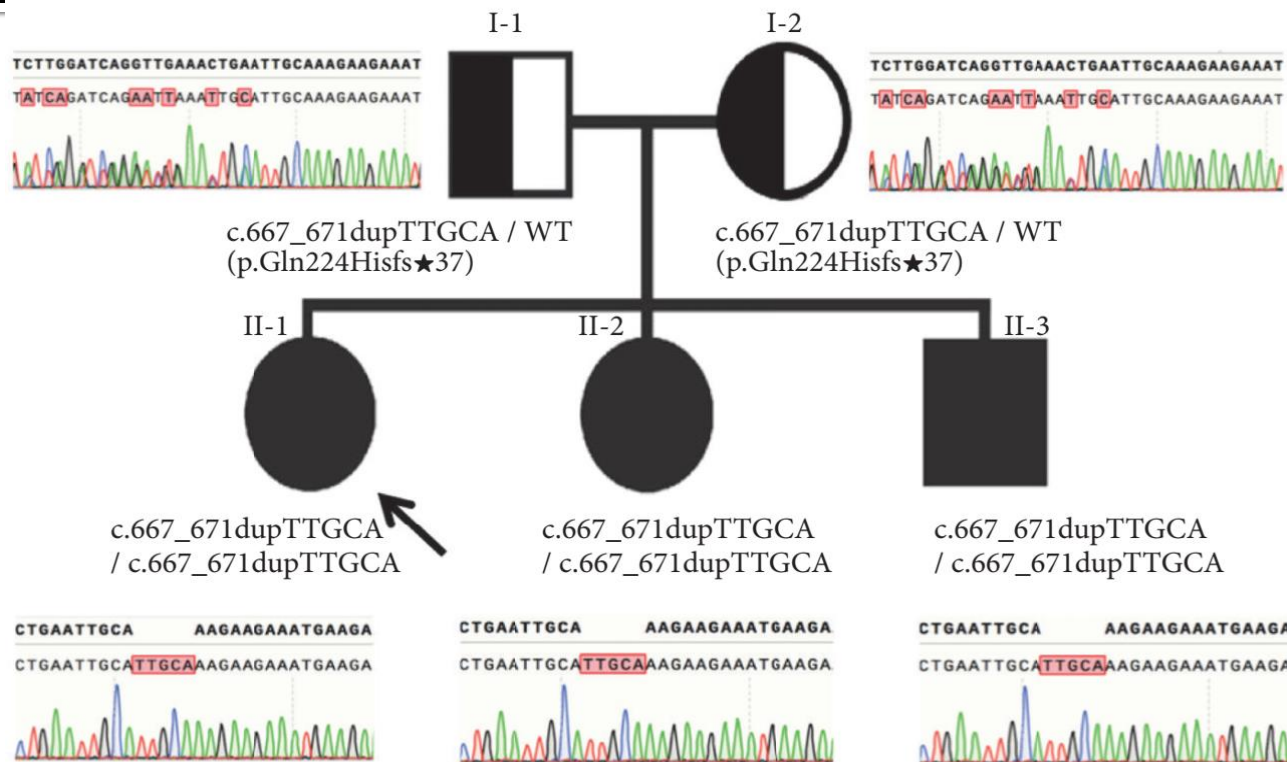 I-1
I-2
TCTTGGATCAGGTTGAAACTGAATTGCAAAGAAGAAAT
TATCAGATCAGAATTAAATTGCATTGCAAAGAAGAAAT
TCTTGGATCAGGTTGAAACTGAATTGCAAAGAAGAAAT
TATCAGATCAGAATTAAATTGCATTGCAAAGAAGAAAT
c.667_671dupTTGCA / WT
(p.Gln224Hisfs★37)
c.667_671dupTTGCA / WT
(p.Gln224Hisfs★37)
II-1
II-2
II-3
c.667_671dupTTGCA
/ c.667_671dupTTGCA
c.667_671dupTTGCA
/ c.667_671dupTTGCA
c.667_671dupTTGCA
/ c.667_671dupTTGCA
CTGAATTGCA AAGAAGAAATGAAGA
CTGAATTGCATTGCAAAGAAGAAATGAAGA
CTGAATTGCA AAGAAGAAATGAAGA
CTGAATTGCATTGCAAAGAAGAAATGAAGA
CTGAATTGCA AAGAAGAAATGAAGA
CTGAATTGCATTGCAAAGAAGAAATGAAGA